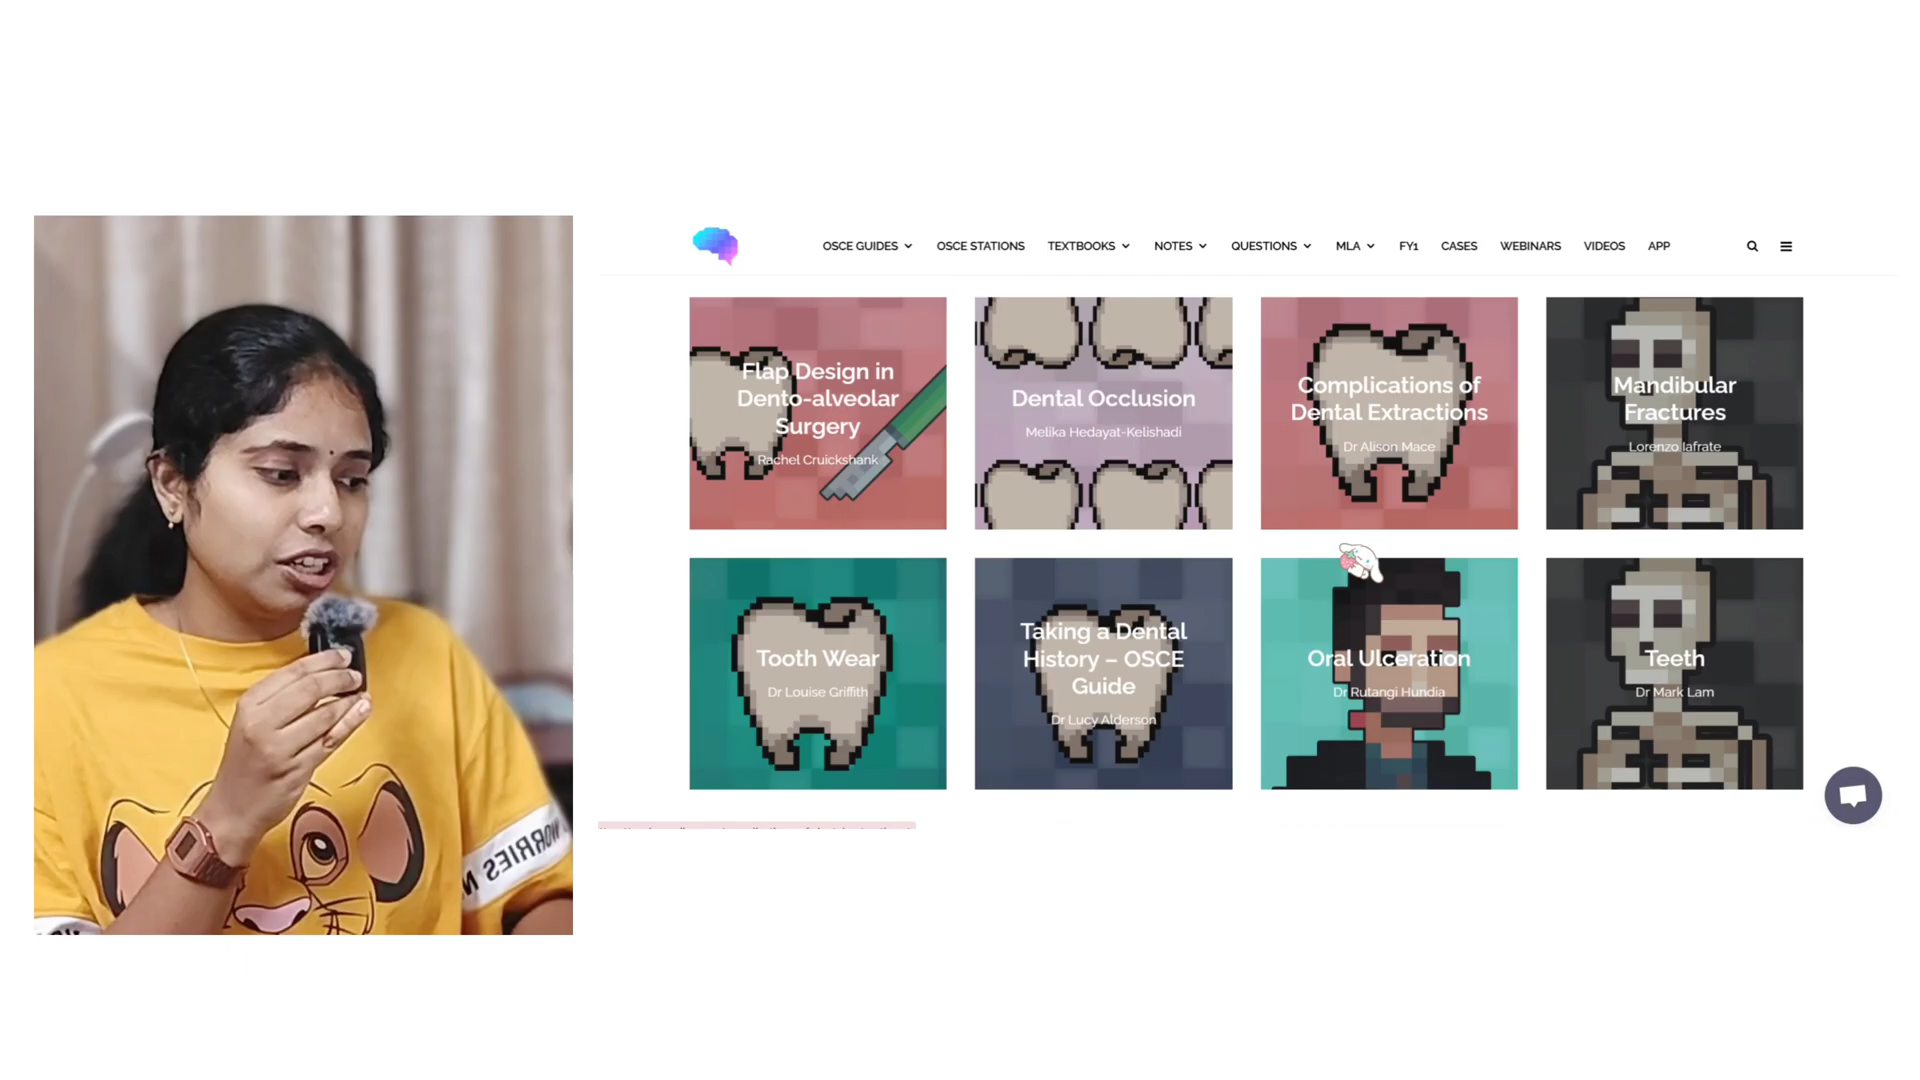 OSCE GUIDES OSCE STATIONS TEXTBOOKS NOTES QUESTIONS MLA FY1 CASES WEBINARS VIDEOS APP
Flap Design in
Dento-alveolar
Surgery
Rachel Cruickshank
Dental Occlusion
Melika Hedayat-Kelishadi
Complications of
Dental Extractions
Dr Alison Mace
Mandibular
Fractures
Lorenzo Iafrate
Tooth Wear
Dr Louise Griffith
Taking a Dental
History – OSCE
Guide
Dr Lucy Alderson
Oral Ulceration
Dr Rutangi Hundia
Teeth
Dr Mark Lam
WORRIES N